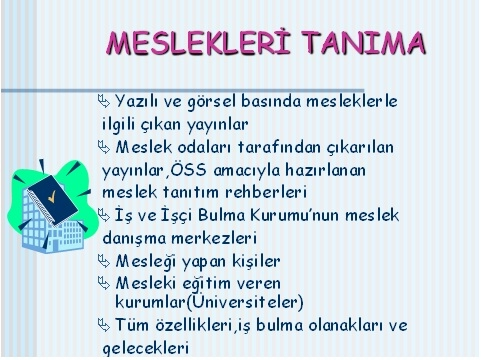 MESLEKLERİ TANIMA
Yazılı ve görsel basında mesleklerle
ilgili çıkan yayınlar
Meslek odaları tarafından çıkarılan
yayınlar,ÖSS amacıyla hazırlanan
meslek tanıtım rehberleri
İş ve İşçi Bulma Kurumu'nun meslek
danışma merkezleri
Mesleği yapan kişiler
Mesleki eğitim veren
kurumlar(Üniversiteler)
Tüm özellikleri,iş bulma olanakları ve
gelecekleri